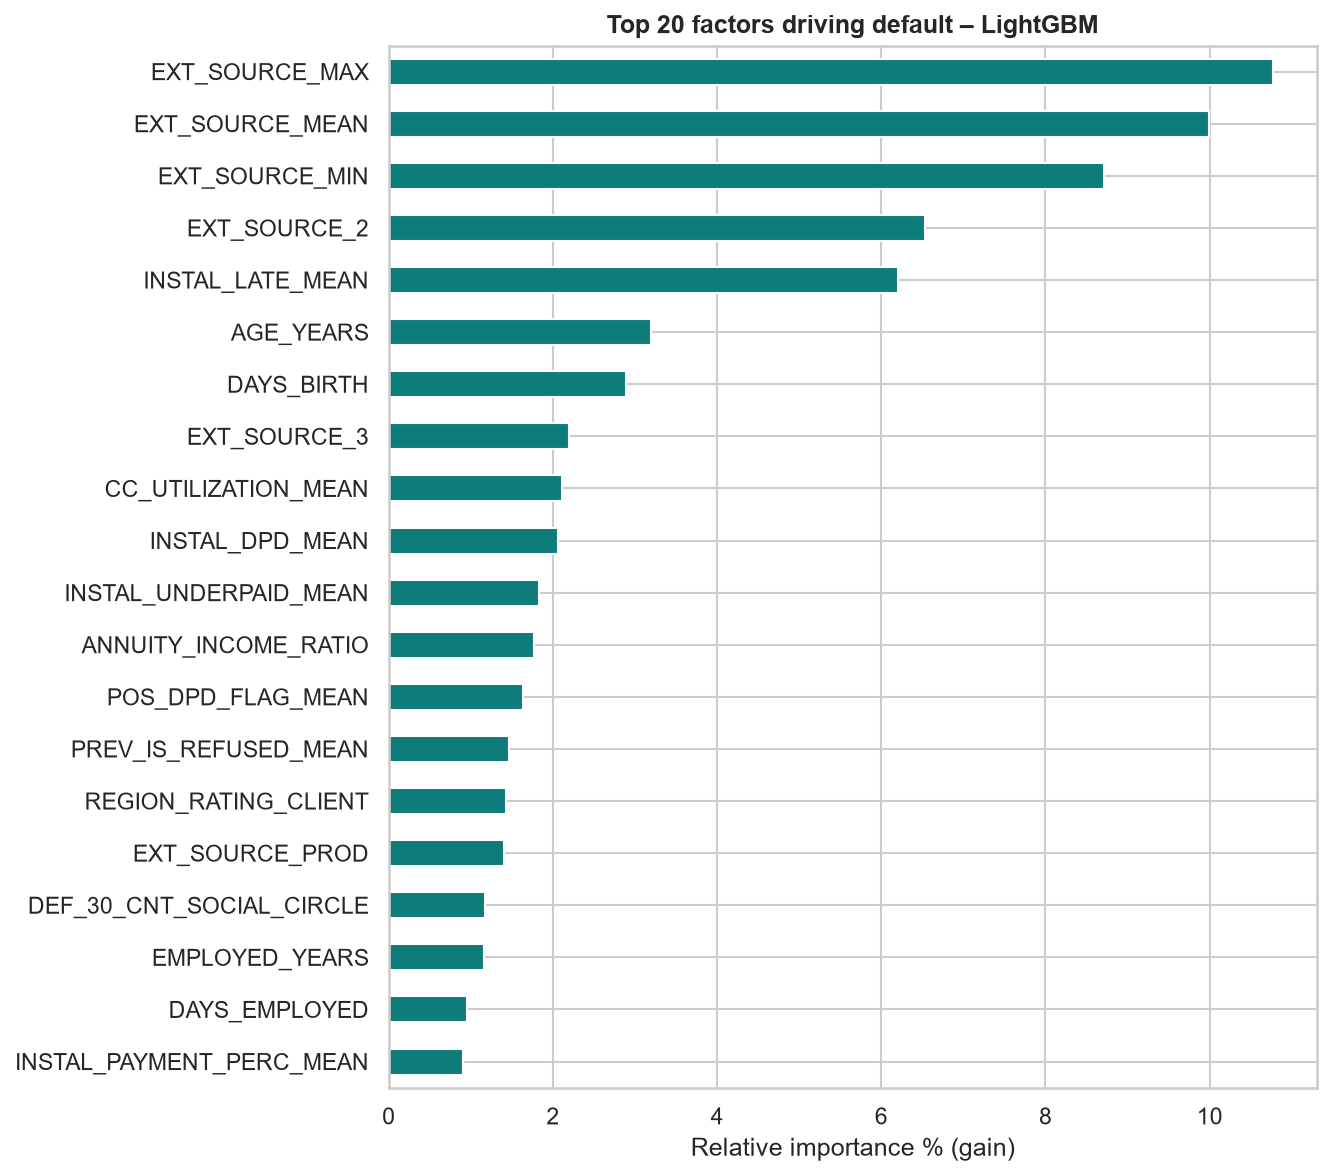 Top 20 factors driving default – LightGBM
EXT_SOURCE_MAX
EXT_SOURCE_MEAN
EXT_SOURCE_MIN
EXT_SOURCE_2
INSTAL_LATE_MEAN
AGE_YEARS
DAYS_BIRTH
EXT_SOURCE_3
CC_UTILIZATION_MEAN
INSTAL_DPD_MEAN
INSTAL_UNDERPAID_MEAN
ANNUITY_INCOME_RATIO
POS_DPD_FLAG_MEAN
PREV_IS_REFUSED_MEAN
REGION_RATING_CLIENT
EXT_SOURCE_PROD
DEF_30_CNT_SOCIAL_CIRCLE
EMPLOYED_YEARS
DAYS_EMPLOYED
INSTAL_PAYMENT_PERC_MEAN
0 2 4 6 8 10
Relative importance % (gain)